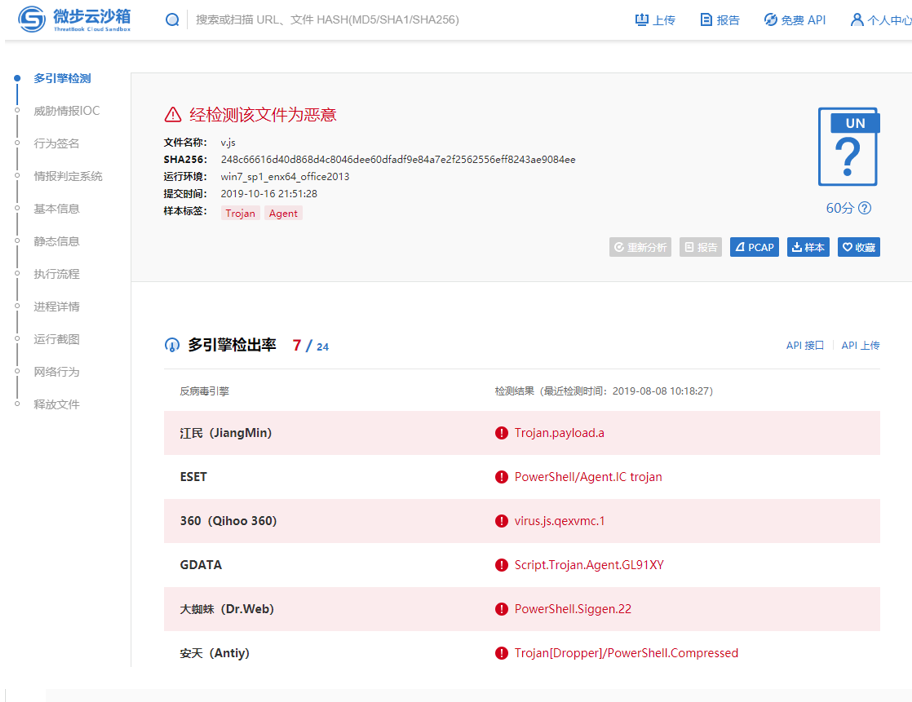 微步云沙箱
ThreatBook Cloud Sandbox
搜索或扫描 URL、文件 HASH(MD5/SHA1/SHA256)
上传
报告
免费 API
个人中心
多引擎检测
威胁情报IOC
行为签名
情报判定系统
基本信息
静态信息
执行流程
进程详情
运行截图
网络行为
释放文件
经检测该文件为恶意
文件名称： v.js
SHA256: 248c66616d40d868d4c8046dee60dfadf9e84a7e2f2562556eff8243ae9084ee
运行环境： win7_sp1_enx64_office2013
提交时间： 2019-10-16 21:51:28
样本标签： Trojan Agent
UN
?
60分 ?
重新分析 报告 PCAP 样本 收藏
多引擎检出率 7 / 24
API 接口 API 上传
反病毒引擎 检测结果（最近检测时间：2019-08-08 10:18:27）
江民（JiangMin） Trojan.payload.a
ESET PowerShell/Agent.IC trojan
360（Qihoo 360） virus.js.qexvmc.1
GDATA Script.Trojan.Agent.GL91XY
大蜘蛛（Dr.Web） PowerShell.Siggen.22
安天（Antiy） Trojan[Dropper]/PowerShell.Compressed